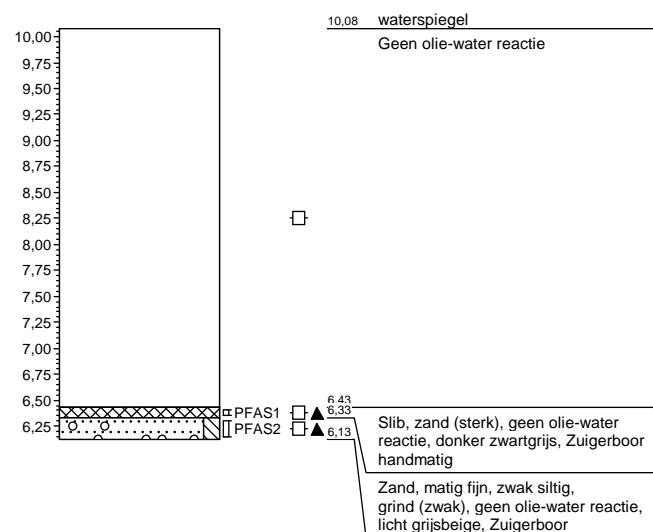 10,08 waterspiegel
Geen olie-water reactie
10,00
9,75
9,50
9,25
9,00
8,75
8,50
8,25
8,00
7,75
7,50
7,25
7,00
6,75
6,50
6,25
6,43
PFAS1
6,33
PFAS2
6,13
Slib, zand (sterk), geen olie-water
reactie, donker zwartgrijs, Zuigerboor
handmatig
Zand, matig fijn, zwak siltig,
grind (zwak), geen olie-water reactie,
licht grijsbeige, Zuigerboor